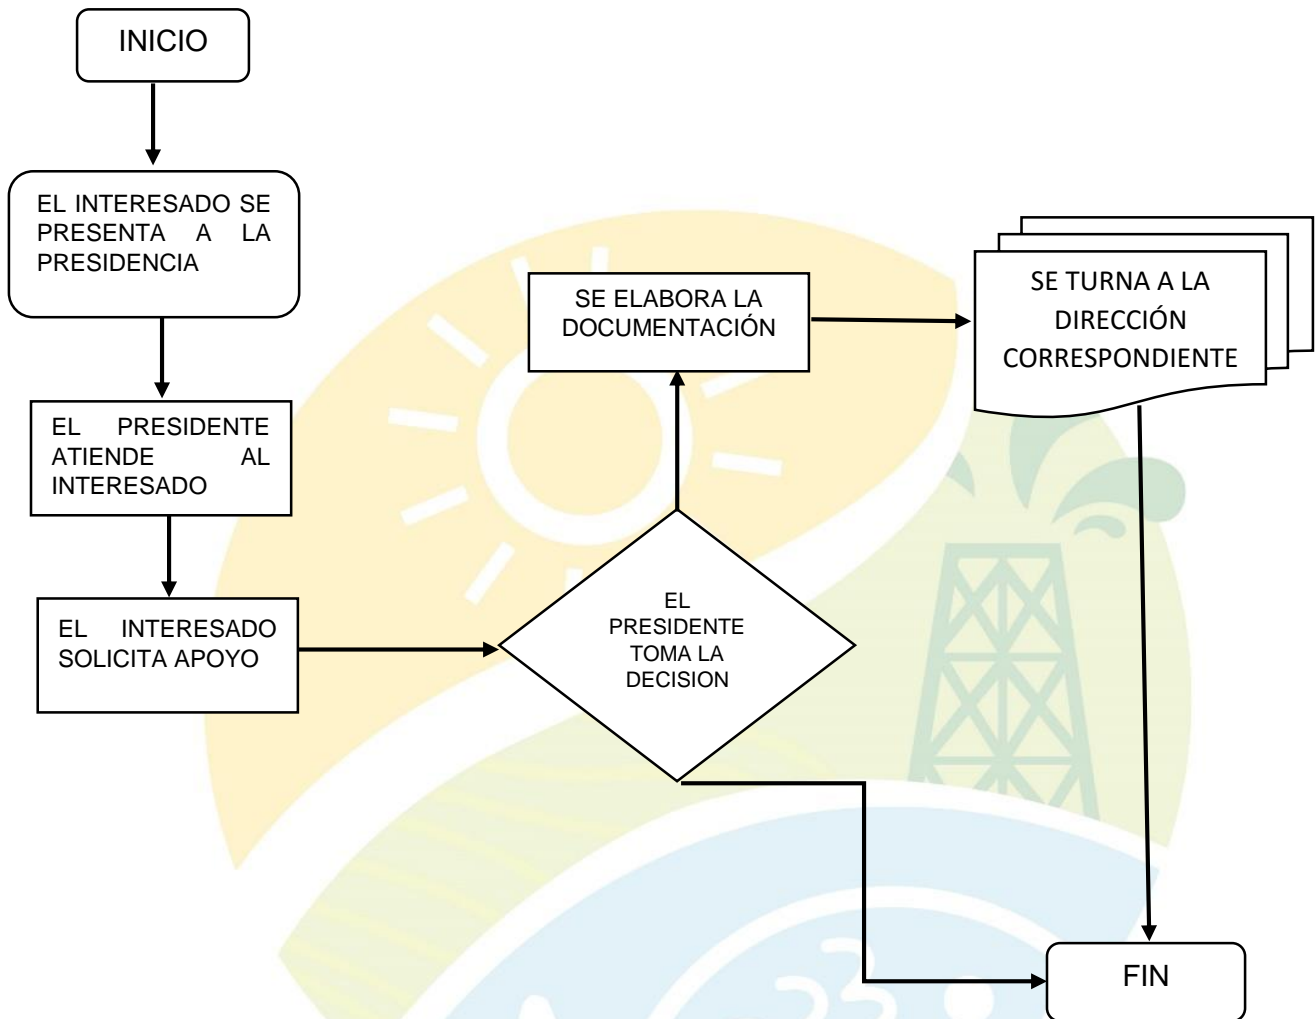 INICIO
EL INTERESADO SE
PRESENTA A LA
PRESIDENCIA
EL PRESIDENTE
ATIENDE AL
INTERESADO
EL INTERESADO
SOLICITA APOYO
EL
PRESIDENTE
TOMA LA
DECISION
SE ELABORA LA
DOCUMENTACIÓN
SE TURNA A LA
DIRECCIÓN
CORRESPONDIENTE
FIN